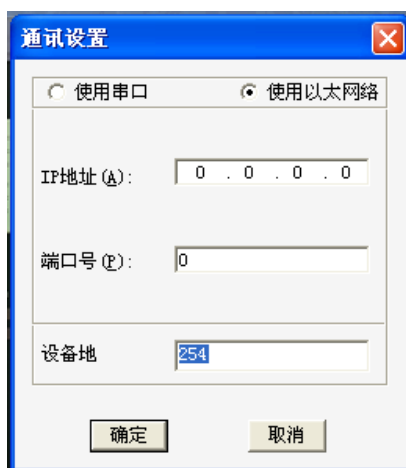 通讯设置
使用串口 使用以太网络
IP地址(A): 0 . 0 . 0 . 0
端口号(P): 0
设备地 254
确定 取消